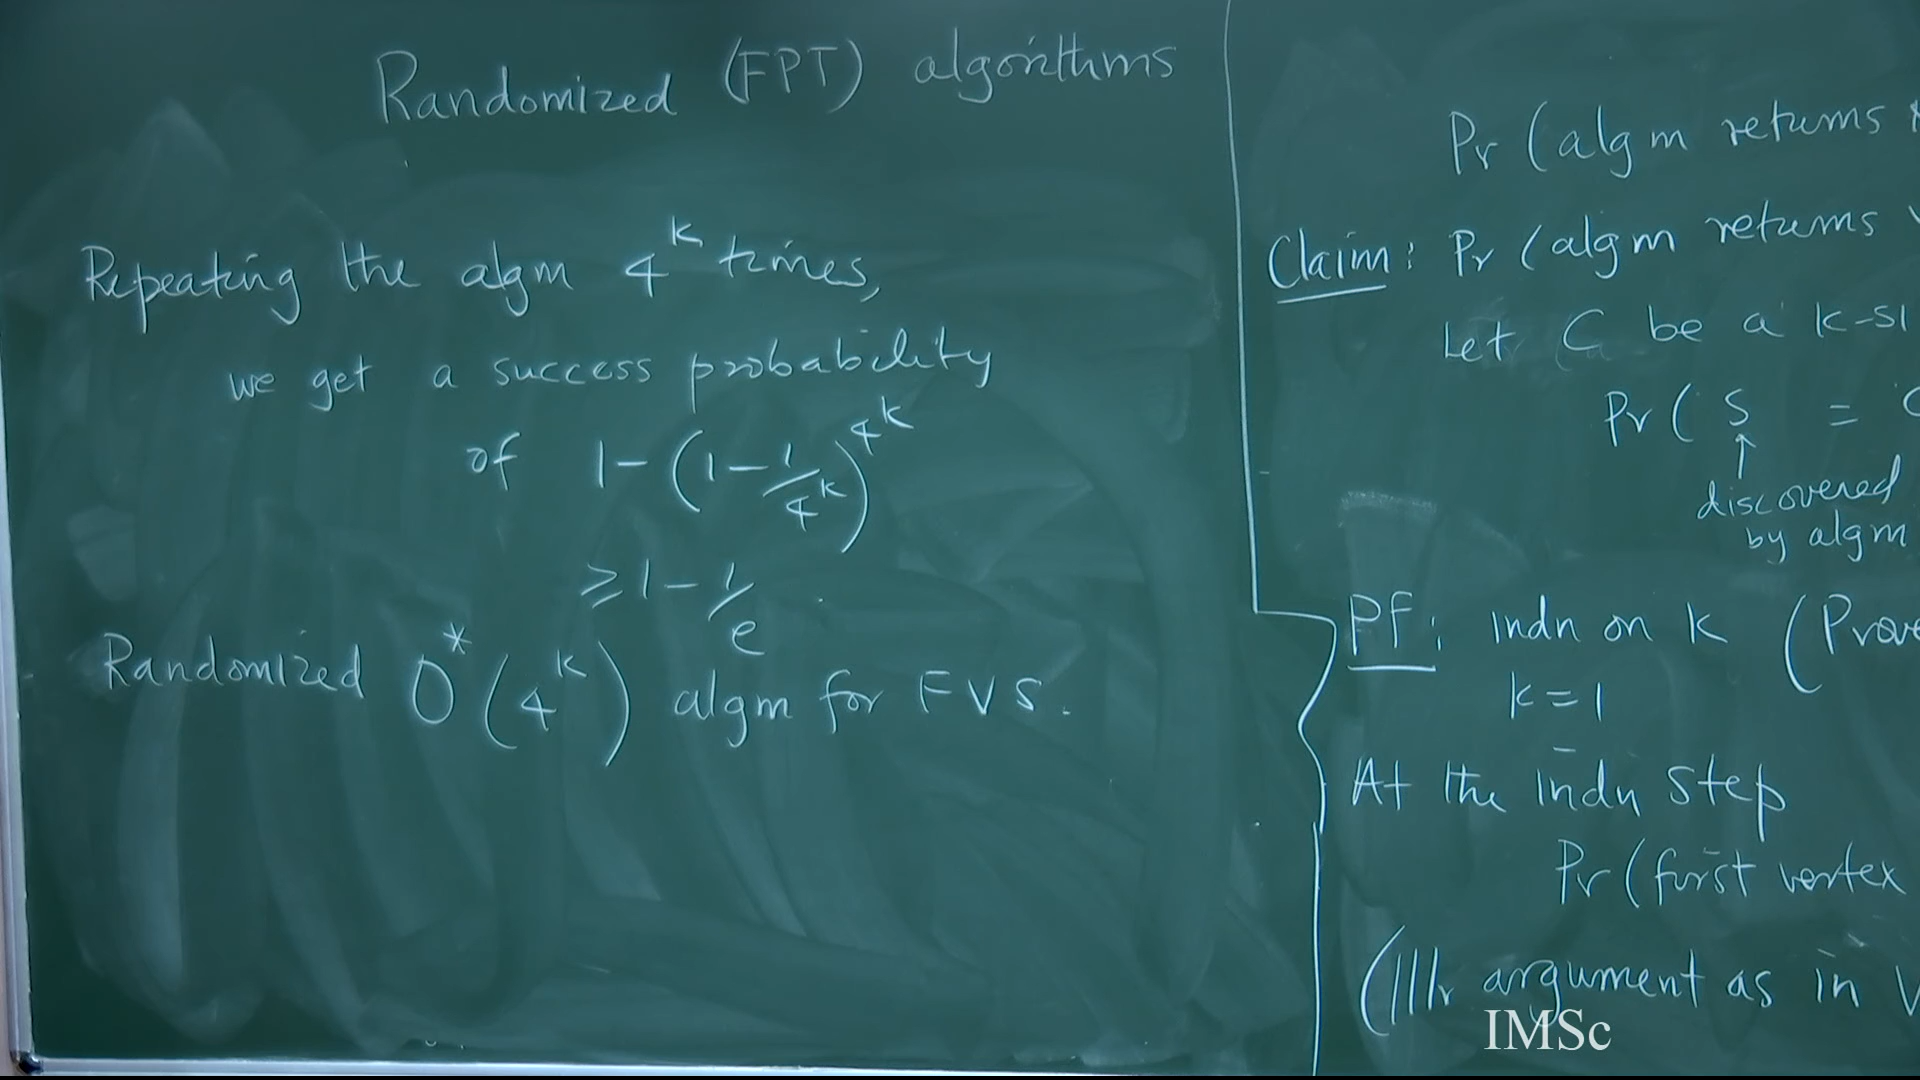 Randomized (FPT) algorithms
Repeating the algm 4^k times,
we get a success probability
of 1 - (1 - 1/4^k)^4^k
≥ 1 - 1/e.
Randomized O*(4^k) algm for FVS.
Pr (algm returns
Claim: Pr (algm returns
Let C be a k-si
Pr ( S =
↑
discovered
by algm
Pf: Indn on k (Prove
k = 1
At the indn step
Pr (first vertex
(|||r argument as in V
IMSc